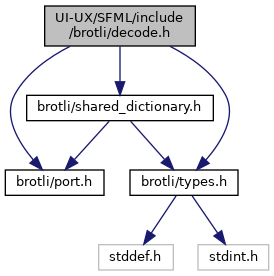 UI-UX/SFML/include
/brotli/decode.h
brotli/shared_dictionary.h
brotli/port.h
brotli/types.h
stddef.h
stdint.h